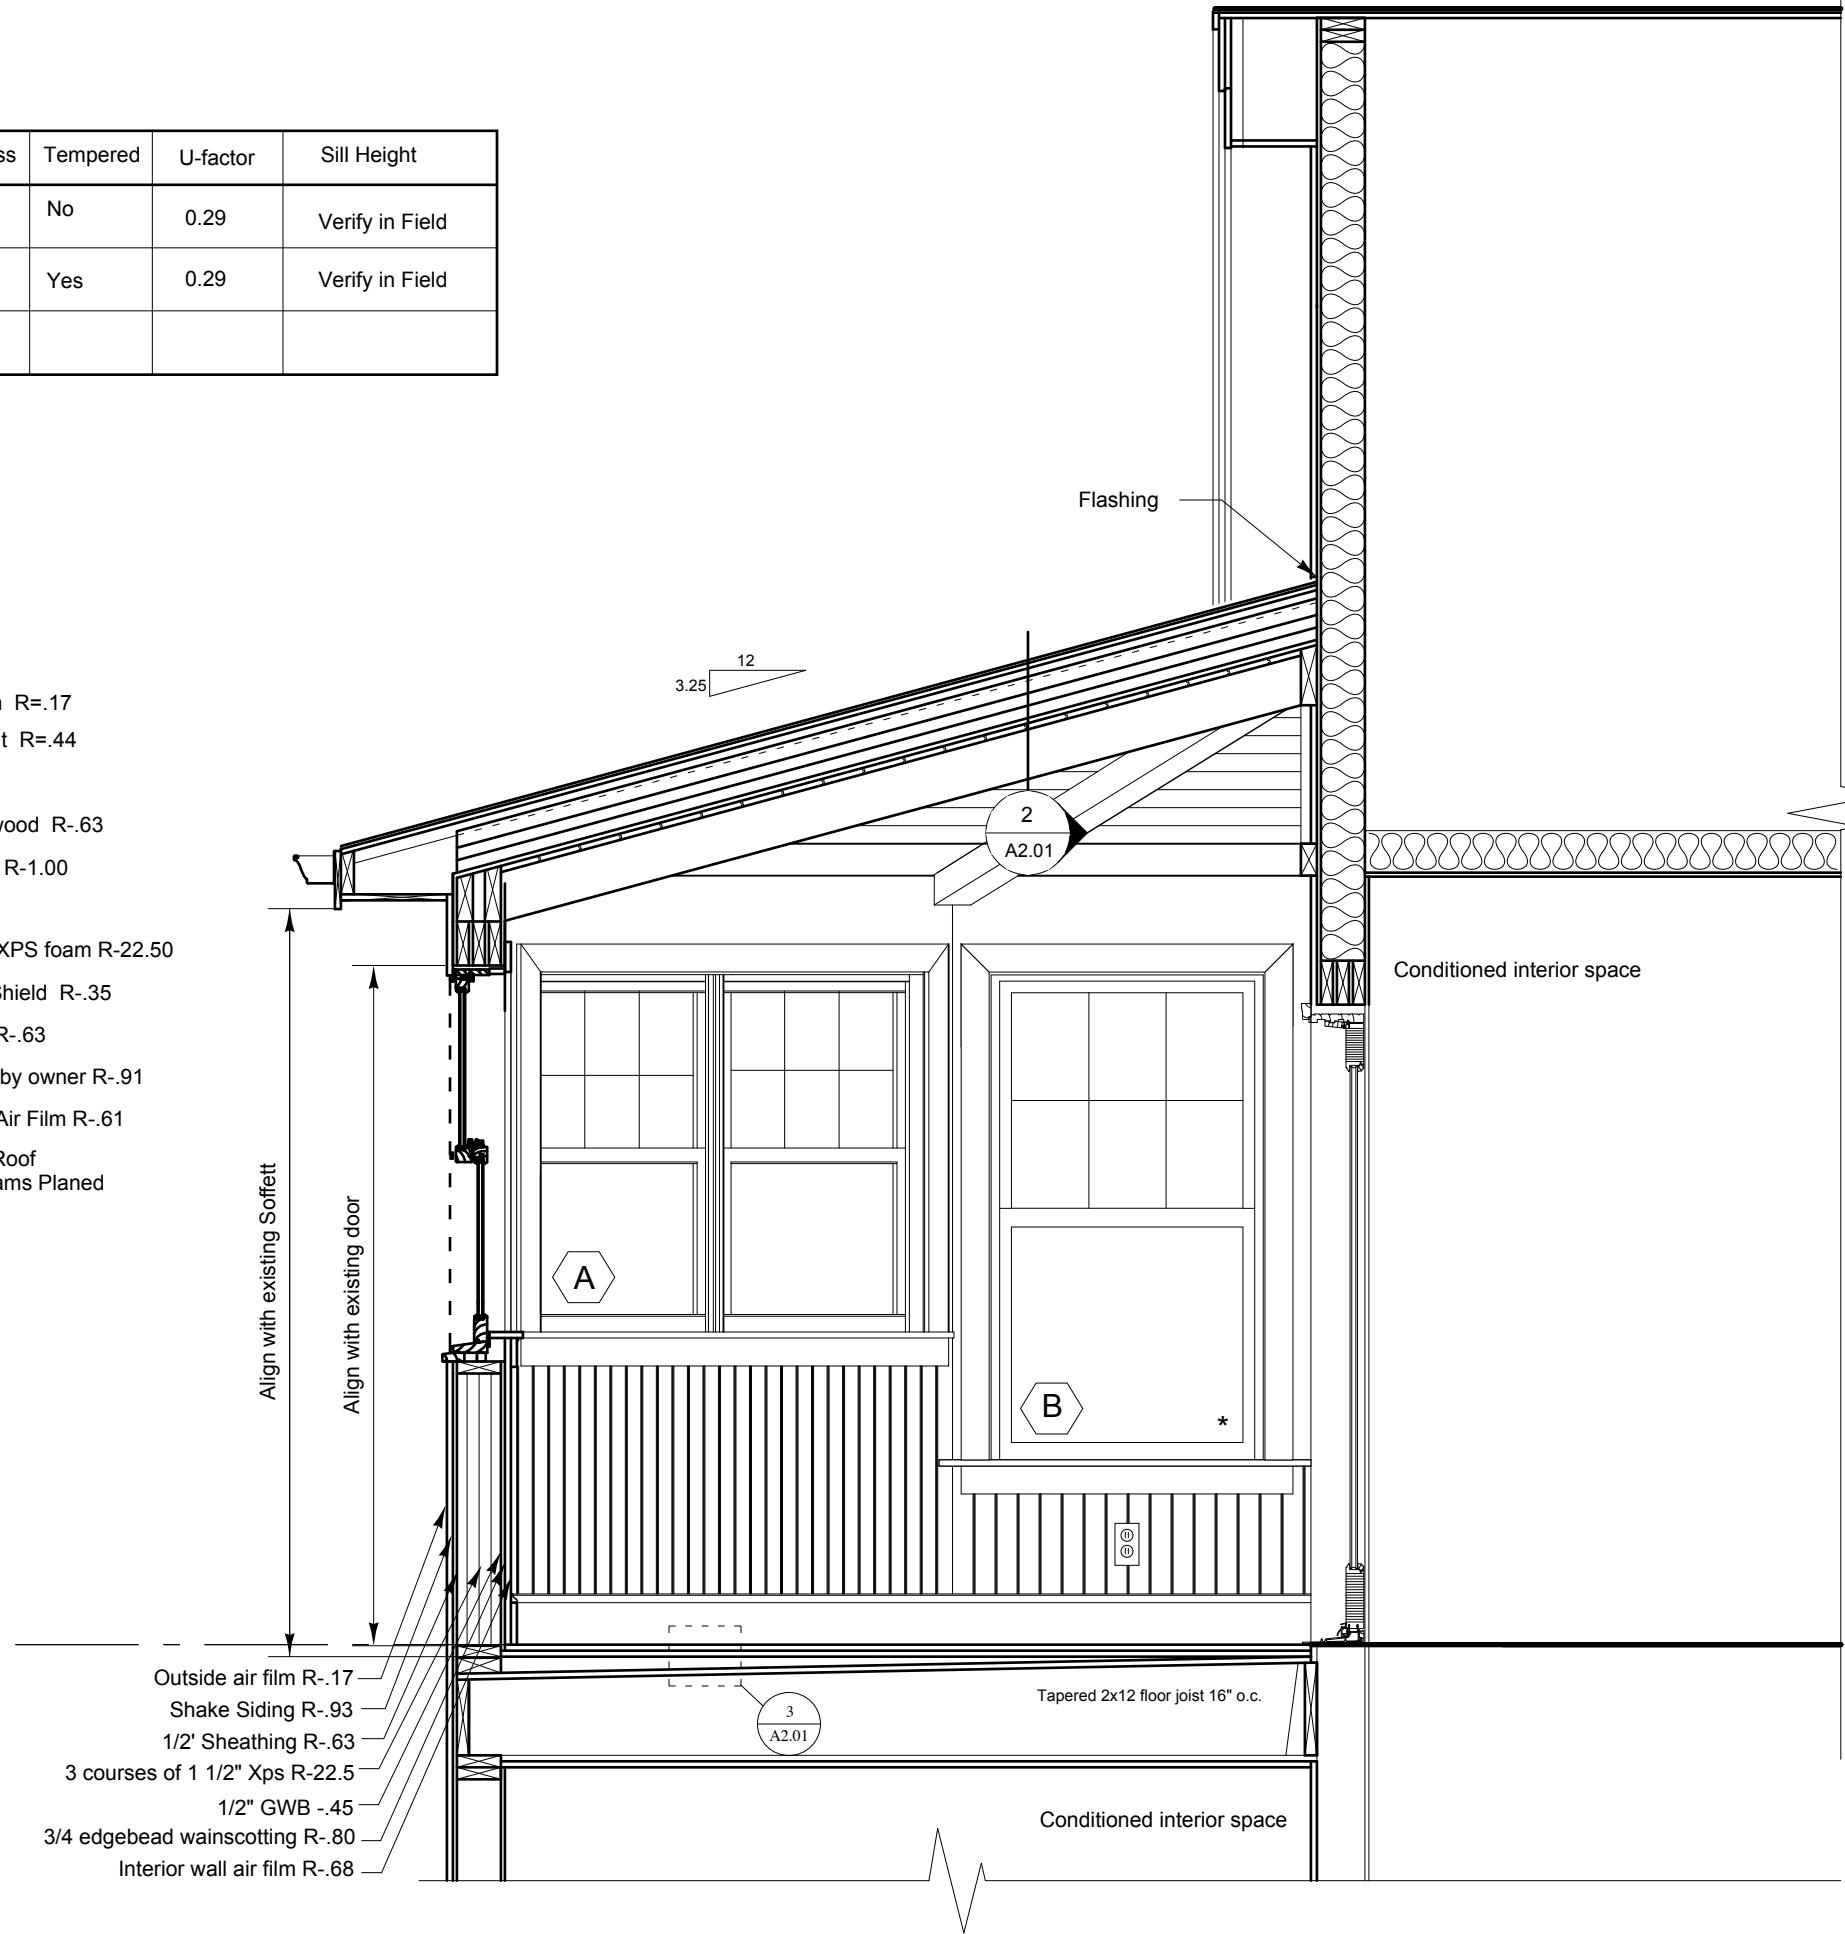 ss Tempered U-factor Sill Height
No 0.29 Verify in Field
Yes 0.29 Verify in Field
Flashing
12
3.25
R=.17
t R=.44
wood R-.63
R-1.00
XPS foam R-22.50
Shield R-.35
R-.63
by owner R-.91
Air Film R-.61
Roof
ams Planed
2
A2.01
Conditioned interior space
Align with existing Soffett
Align with existing door
A
B
*
Outside air film R-.17
Shake Siding R-.93
1/2' Sheathing R-.63
3 courses of 1 1/2" Xps R-22.5
1/2" GWB -.45
3/4 edgebead wainscotting R-.80
Interior wall air film R-.68
3
A2.01
Tapered 2x12 floor joist 16" o.c.
Conditioned interior space